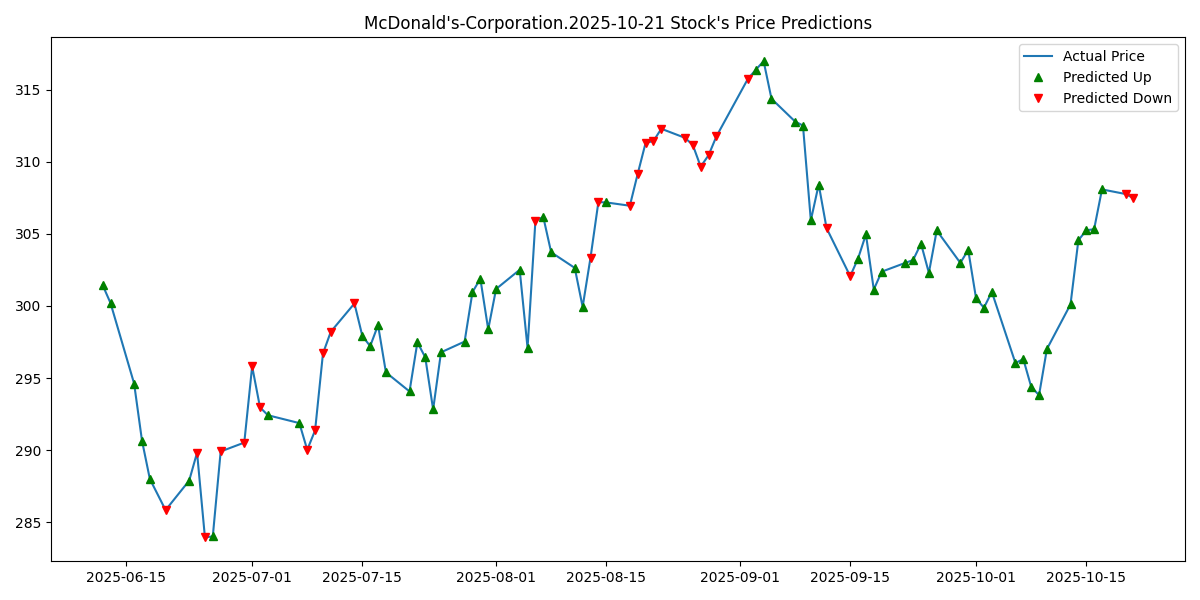 McDonald's-Corporation.2025-10-21 Stock's Price Predictions
Actual Price
Predicted Up
Predicted Down
315
310
305
300
295
290
285
2025-06-15 2025-07-01 2025-07-15 2025-08-01 2025-08-15 2025-09-01 2025-09-15 2025-10-01 2025-10-15